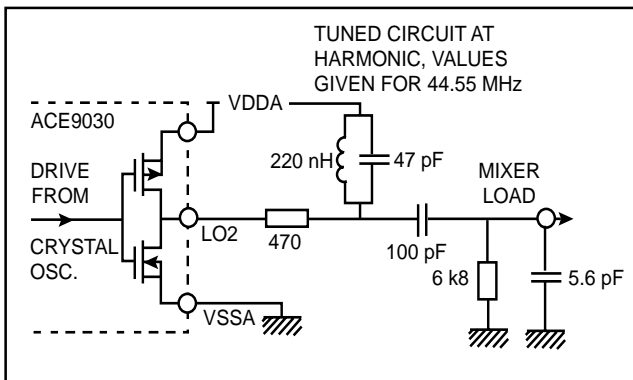 TUNED CIRCUIT AT
HARMONIC, VALUES
GIVEN FOR 44.55 MHz
VDDA
ACE9030
220 nH
47 pF
DRIVE
FROM
CRYSTAL
OSC.
MIXER
LOAD
LO2
470
100 pF
6 k8
5.6 pF
VSSA